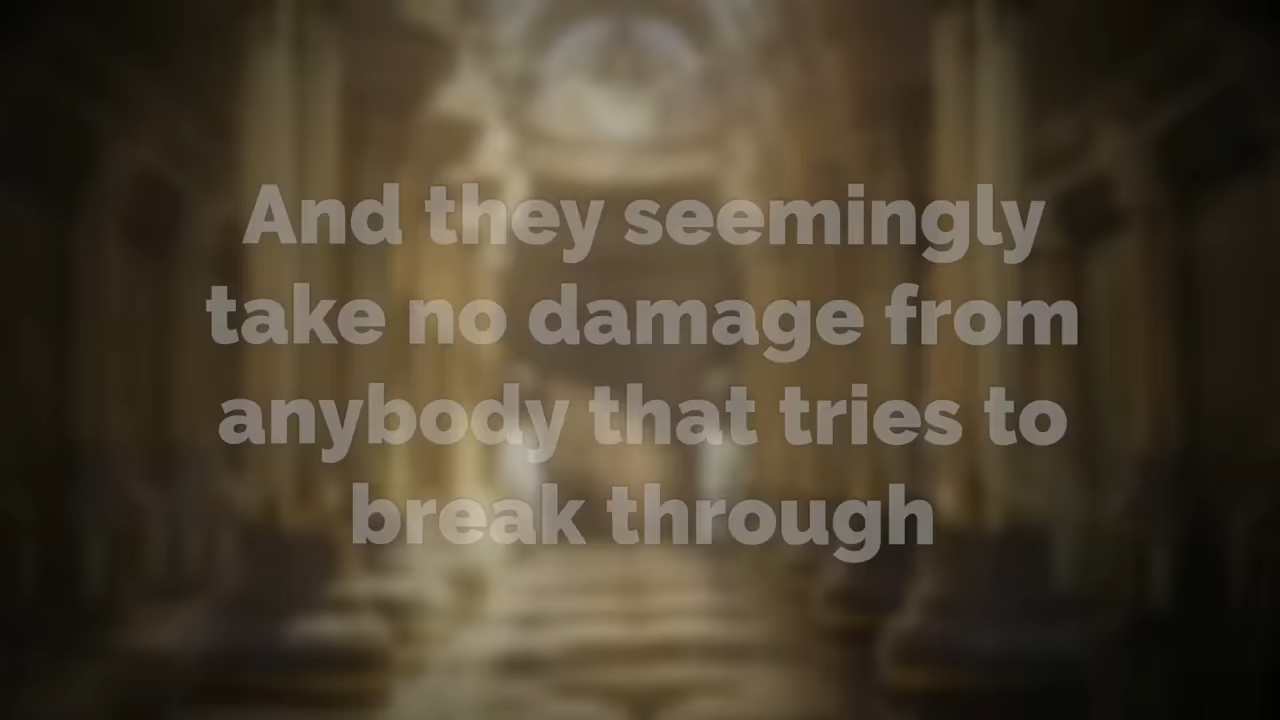 And they seemingly
take no damage from
anybody that tries to
break through